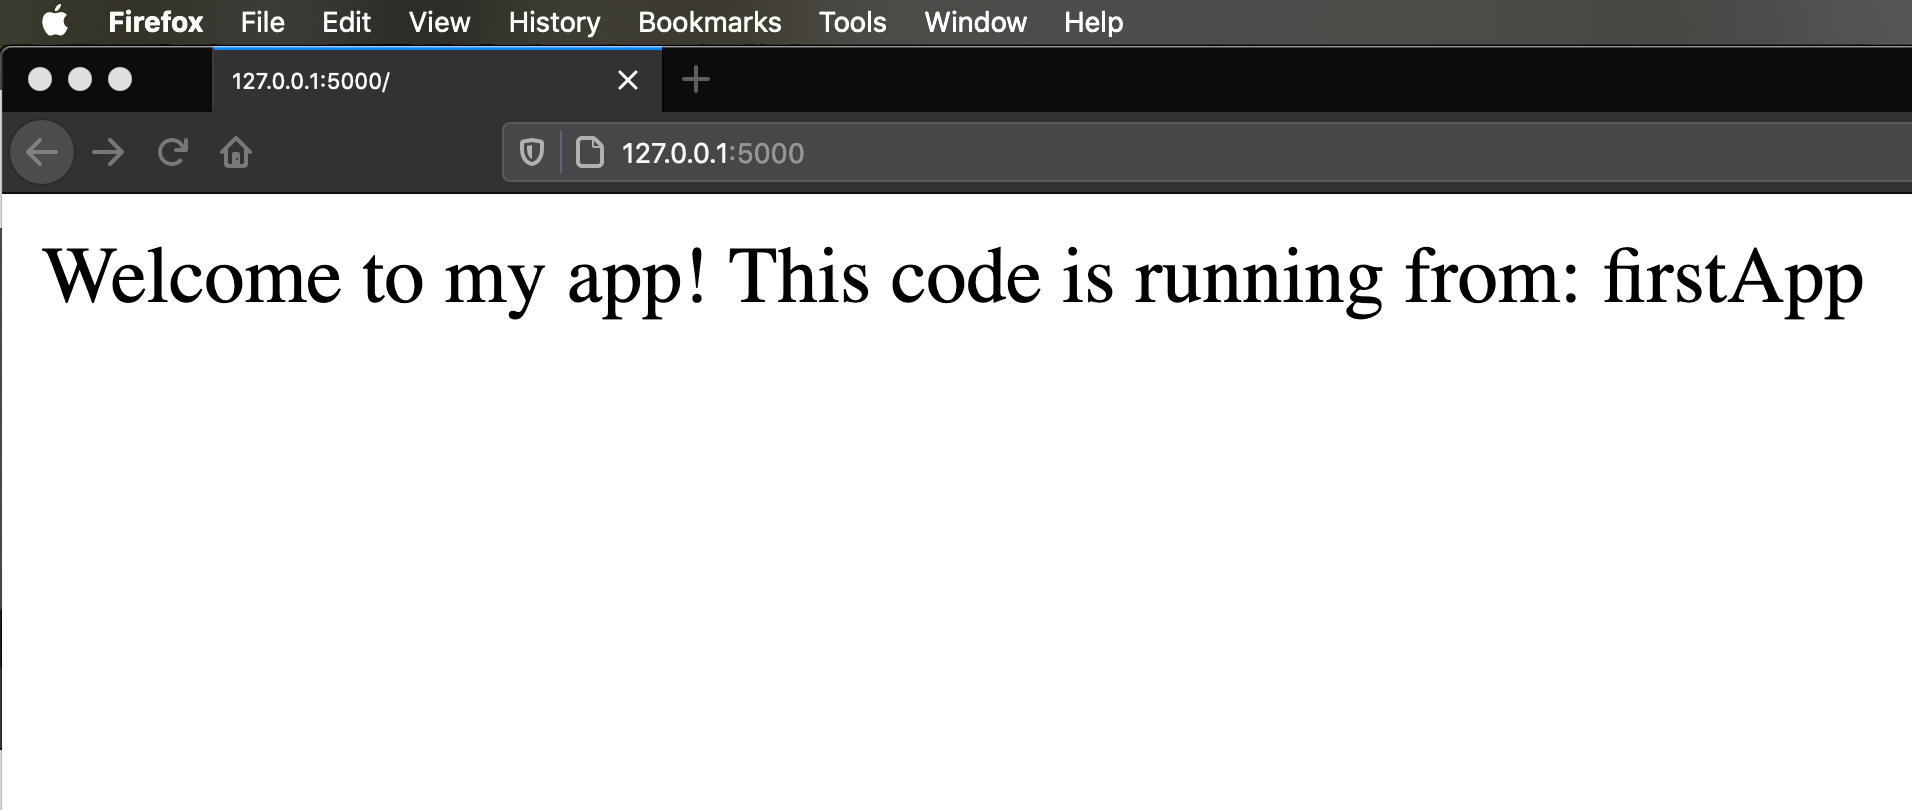 Firefox File Edit View History Bookmarks Tools Window Help
127.0.0.1:5000/
127.0.0.1:5000
Welcome to my app! This code is running from: firstApp